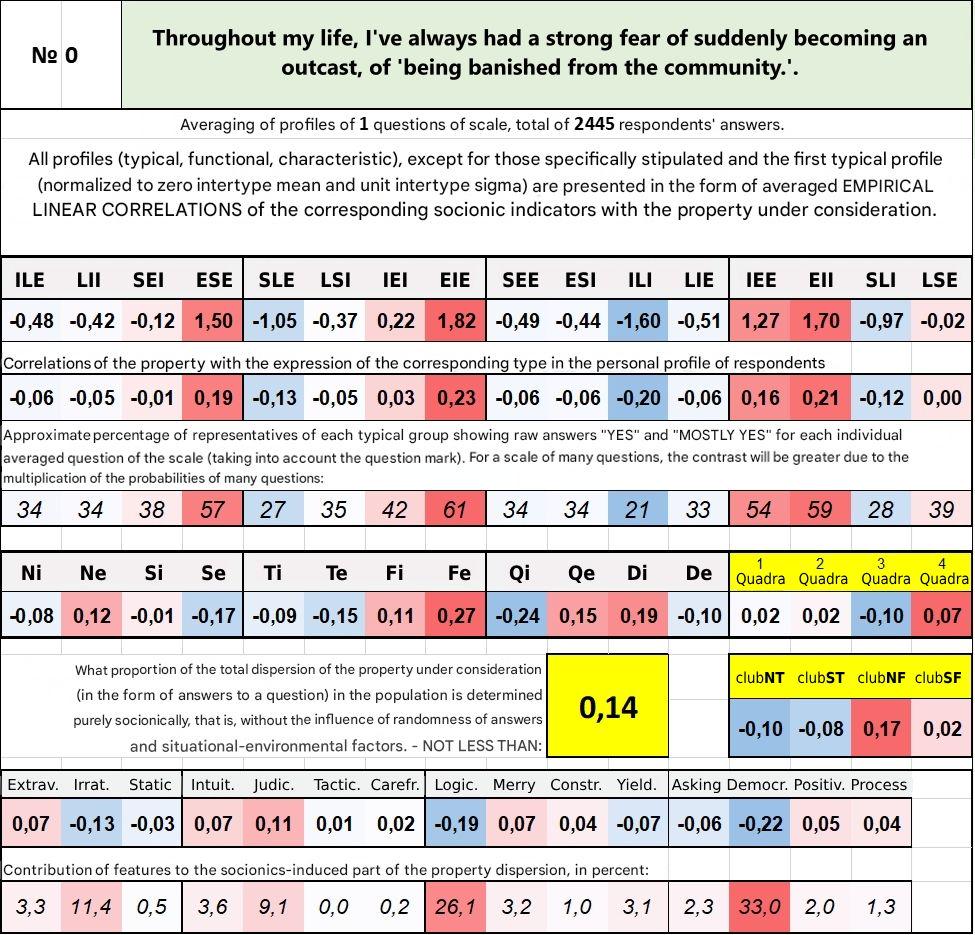 № 0
Throughout my life, I've always had a strong fear of suddenly becoming an
outcast, of 'being banished from the community.'.
Averaging of profiles of 1 questions of scale, total of 2445 respondents' answers.
All profiles (typical, functional, characteristic), except for those specifically stipulated and the first typical profile
(normalized to zero intertype mean and unit intertype sigma) are presented in the form of averaged EMPIRICAL
LINEAR CORRELATIONS of the corresponding socionic indicators with the property under consideration.
ILE LII SEI ESE SLE LSI IEI EIE SEE ESI ILI LIE IEE EII SLI LSE
-0,48 -0,42 -0,12 1,50 -1,05 -0,37 0,22 1,82 -0,49 -0,44 -1,60 -0,51 1,27 1,70 -0,97 -0,02
Correlations of the property with the expression of the corresponding type in the personal profile of respondents
-0,06 -0,05 -0,01 0,19 -0,13 -0,05 0,03 0,23 -0,06 -0,06 -0,20 -0,06 0,16 0,21 -0,12 0,00
Approximate percentage of representatives of each typical group showing raw answers "YES" and "MOSTLY YES" for each individual
averaged question of the scale (taking into account the question mark). For a scale of many questions, the contrast will be greater due to the
multiplication of the probabilities of many questions:
34 34 38 57 27 35 42 61 34 34 21 33 54 59 28 39
Ni Ne Si Se Ti Te Fi Fe Qi Qe Di De 1 Quadra 2 Quadra 3 Quadra 4 Quadra
-0,08 0,12 -0,01 -0,17 -0,09 -0,15 0,11 0,27 -0,24 0,15 0,19 -0,10 0,02 0,02 -0,10 0,07
What proportion of the total dispersion of the property under consideration
(in the form of answers to a question) in the population is determined
purely socionically, that is, without the influence of randomness of answers
and situational-environmental factors. - NOT LESS THAN:
0,14
clubNT clubST clubNF clubSF
-0,10 -0,08 0,17 0,02
Extrav. Irrat. Static Intuit. Judic. Tactic. Carefr. Logic. Merry Constr. Yield. Asking Democr. Positiv. Process
0,07 -0,13 -0,03 0,07 0,11 0,01 0,02 -0,19 0,07 0,04 -0,07 -0,06 -0,22 0,05 0,04
Contribution of features to the socionics-induced part of the property dispersion, in percent:
3,3 11,4 0,5 3,6 9,1 0,0 0,2 26,1 3,2 1,0 3,1 2,3 33,0 2,0 1,3